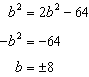 b² = 2b² − 64
−b² = −64
b = ±8